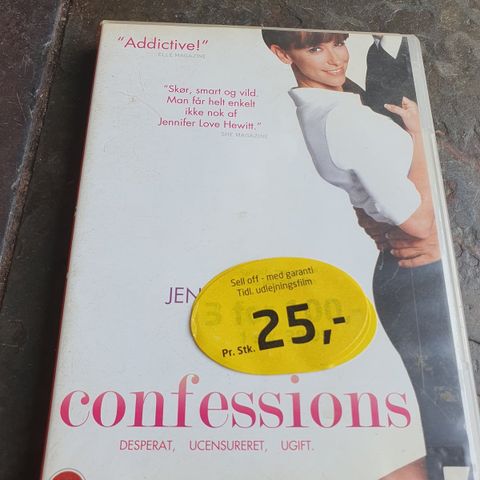 "Addictive!"
ELLE MAGAZINE
"Skør, smart og vild.
Man får helt enkelt
ikke nok af
Jennifer Love Hewitt."
SHE MAGAZINE
JEN
Sell off - med garanti
Tidl. udlejningsfilm
Pr. Stk. 25,-
confessions
DESPERAT, UCENSURERET, UGIFT.